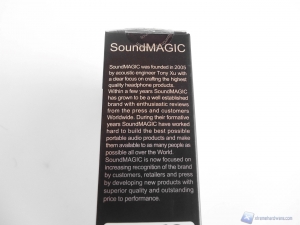 SoundMAGIC
SoundMAGIC was founded in 2005
by acoustic engineer Tony Xu with
a clear focus on crafting the highest
quality headphone products.
Within a few years SoundMAGIC
has grown to be a well established
brand with enthusiastic reviews
from the press and customers
Worldwide. During their formative
years SoundMAGIC have worked
hard to build the best possible
portable audio products and make
them available to as many people as
possible all over the World.
SoundMAGIC is now focused on
increasing recognition of the brand
by customers, retailers and press
by developing new products with
superior quality and outstanding
price to performance.